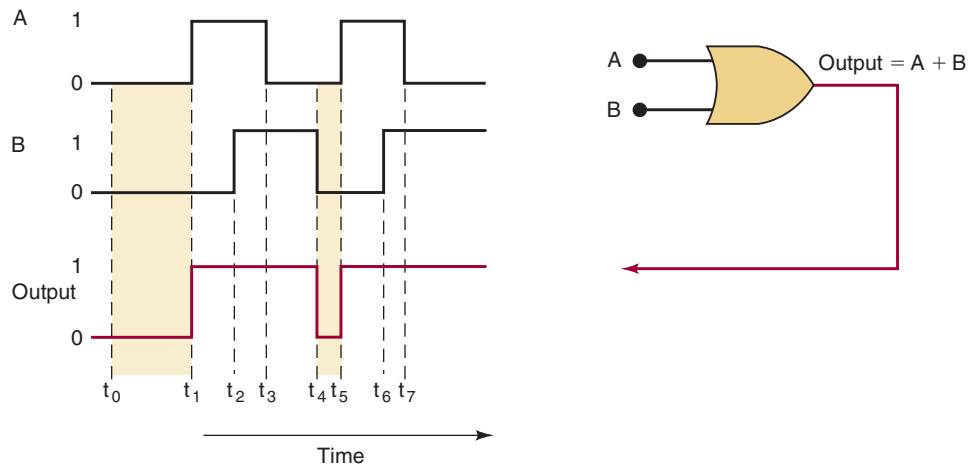 A 1
0
B 1
0
1
Output
0
t0 t1 t2 t3 t4 t5 t6 t7
Time
A
B
Output = A + B